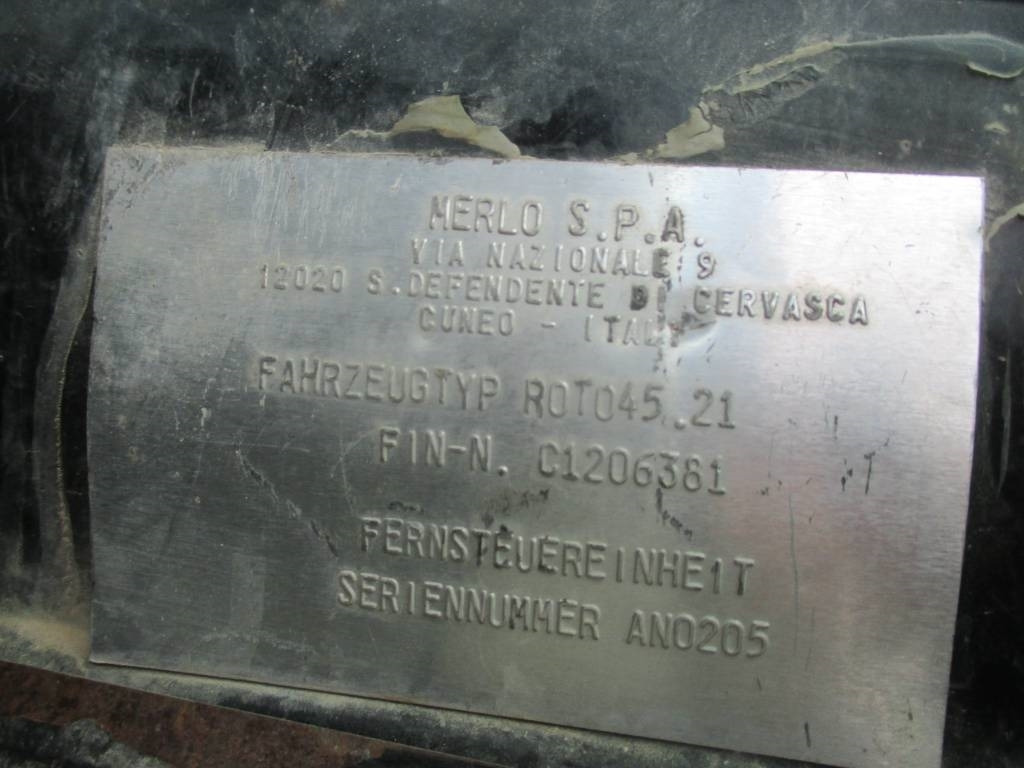 MERLO S.P.A.
VIA NAZIONALE 9
12020 S.DEFENDENTE DI CERVASCA
CUNEO - ITALY
FAHRZEUGTYP ROTO45.21
FIN-N. C1206381
FERNSTEUEREINHEIT
SERIENNUMMER AN0205